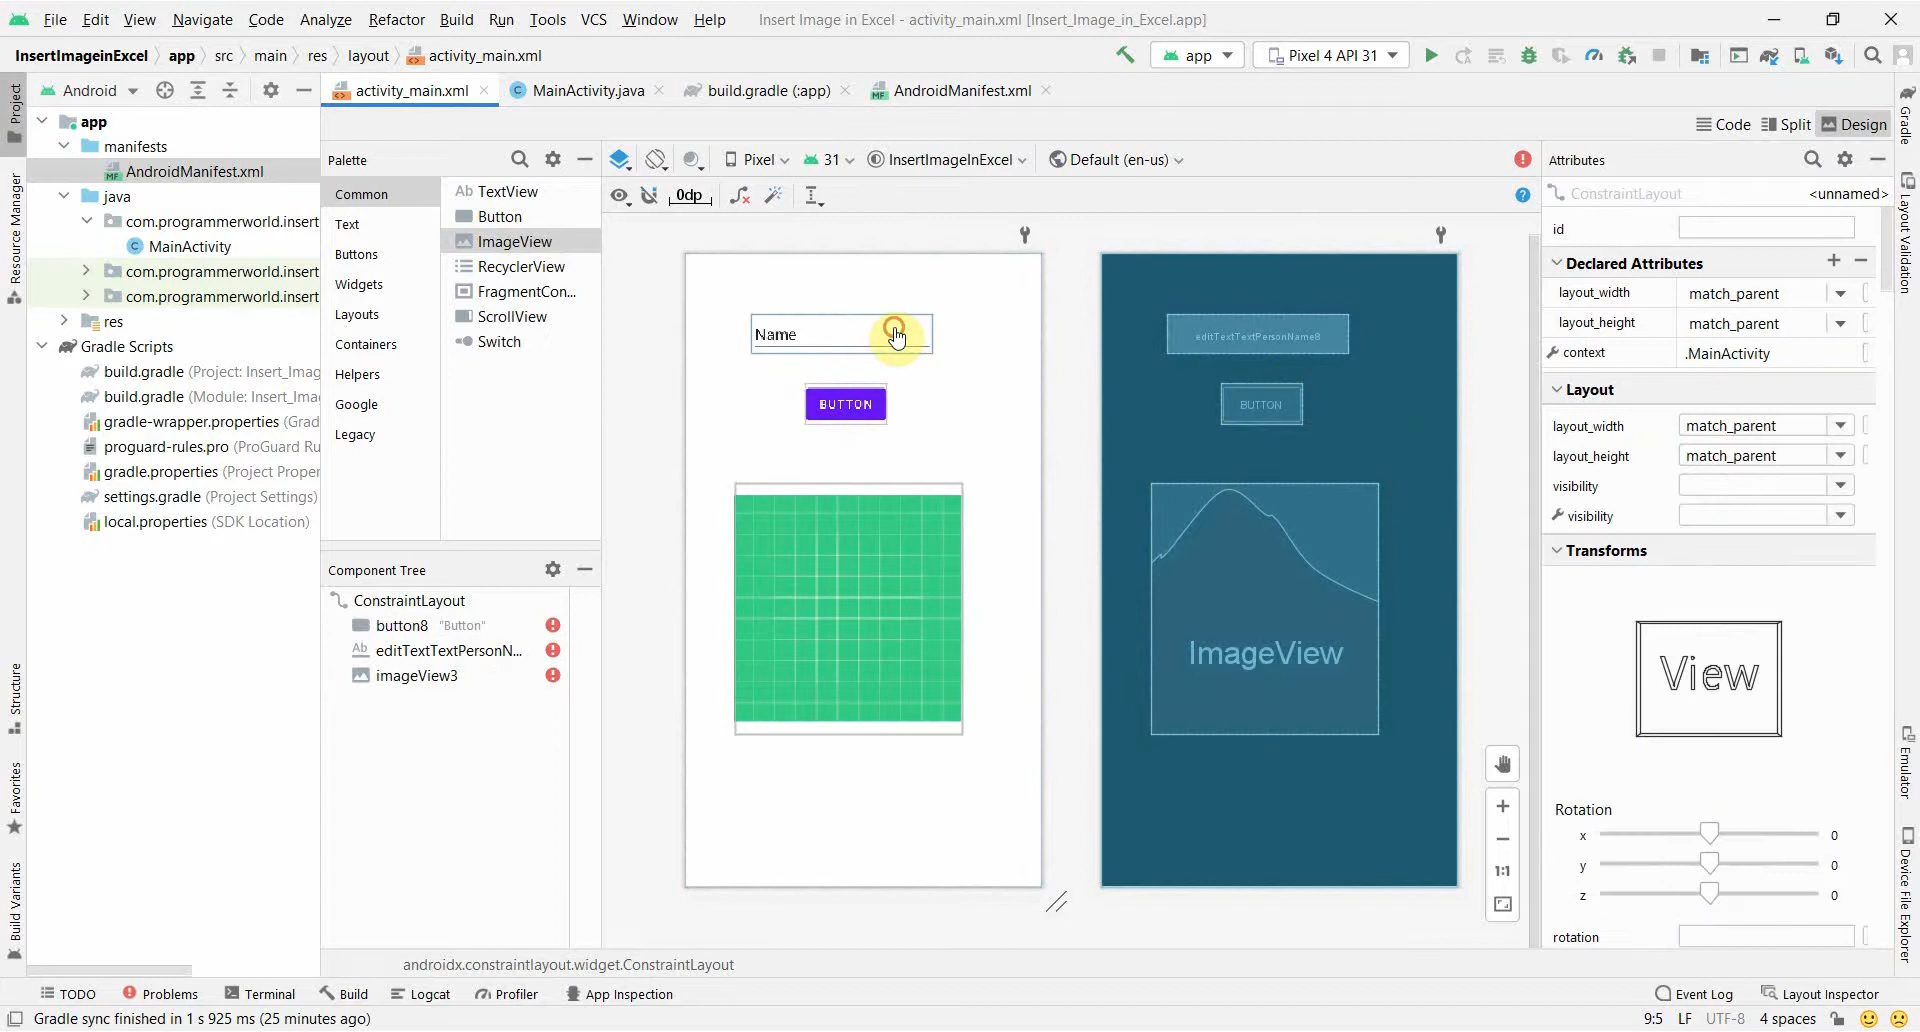 File Edit View Navigate Code Analyze Refactor Build Run Tools VCS Window Help Insert Image in Excel - activity_main.xml [Insert_Image_in_Excel.app]
InsertImageinExcel app src main res layout activity_main.xml app Pixel 4 API 31
Android activity_main.xml MainActivity.java build.gradle (:app) AndroidManifest.xml
Code Split Design
Project
Resource Manager
Structure
Favorites
Build Variants
app
manifests
AndroidManifest.xml
java
com.programmerworld.insert
MainActivity
com.programmerworld.insert
com.programmerworld.insert
res
Gradle Scripts
build.gradle (Project: Insert_Imag
build.gradle (Module: Insert_Ima
gradle-wrapper.properties (Grad
proguard-rules.pro (ProGuard Ru
gradle.properties (Project Proper
settings.gradle (Project Settings)
local.properties (SDK Location)
Palette
Common
Text
Buttons
Widgets
Layouts
Containers
Helpers
Google
Legacy
Ab TextView
Button
ImageView
RecyclerView
FragmentCon...
ScrollView
Switch
Component Tree
ConstraintLayout
button8 "Button"
Ab editTextTextPersonN...
imageView3
Pixel 31 InsertImageInExcel Default (en-us)
0dp
Name
BUTTON
editTextTextPersonName8
BUTTON
ImageView
1:1
Attributes
ConstraintLayout <unnamed>
id
Declared Attributes
layout_width match_parent
layout_height match_parent
context .MainActivity
Layout
layout_width match_parent
layout_height match_parent
visibility
visibility
Transforms
View
Rotation
x 0
y 0
z 0
rotation
Gradle
Layout Validation
Emulator
Device File Explorer
androidx.constraintlayout.widget.ConstraintLayout
TODO Problems Terminal Build Logcat Profiler App Inspection Event Log Layout Inspector
Gradle sync finished in 1 s 925 ms (25 minutes ago) 9:5 LF UTF-8 4 spaces